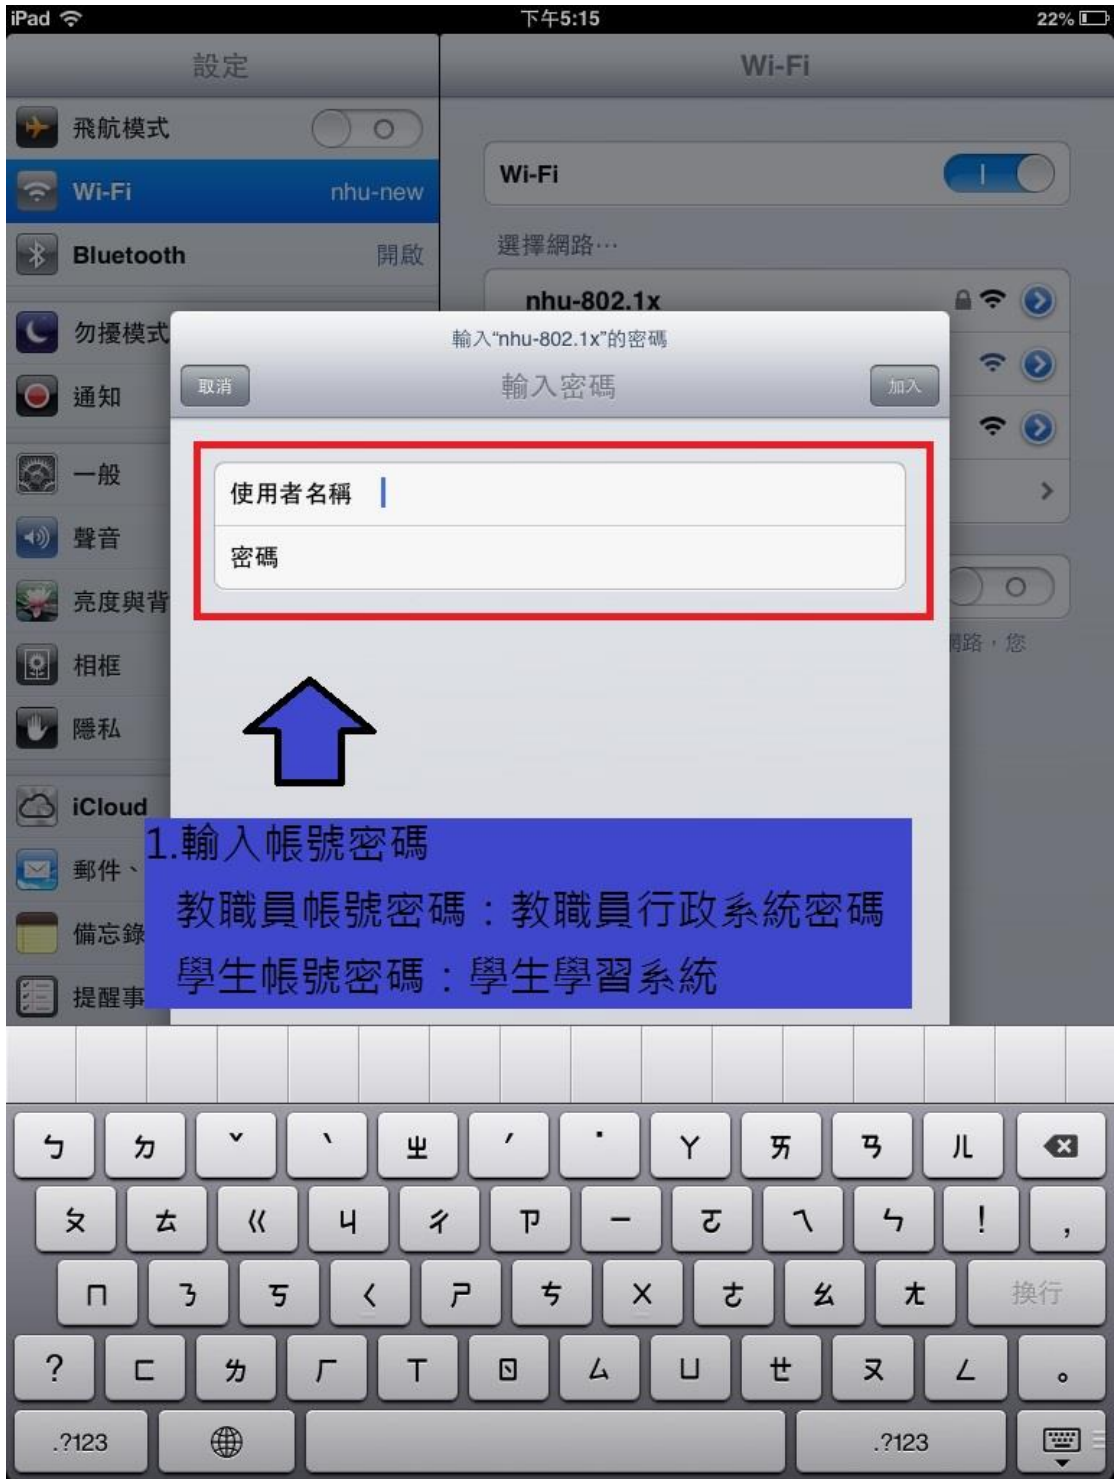 iPad 下午5:15 22%
設定 Wi-Fi
飛航模式
Wi-Fi
Wi-Fi nhu-new
選擇網路…
Bluetooth 開啟
nhu-802.1x
勿擾模式
輸入“nhu-802.1x”的密碼
取消 輸入密碼 加入
通知
一般
使用者名稱
聲音
密碼
亮度與背
網路，您
相框
隱私
iCloud
1.輸入帳號密碼
郵件、
教職員帳號密碼：教職員行政系統密碼
備忘錄
學生帳號密碼：學生學習系統
提醒事
ㄅ ㄉ ˇ ˋ ㄓ ˊ ˙ ㄚ ㄞ ㄢ ㄦ
ㄆ ㄊ ㄍ ㄐ ㄔ ㄗ ㄧ ㄛ ㄟ ㄣ ! ,
ㄇ ㄋ ㄎ ㄑ ㄕ ㄘ ㄨ ㄜ ㄠ ㄤ 換行
? ㄈ ㄌ ㄏ ㄒ ㄖ ㄙ ㄩ ㄝ ㄡ ㄥ 。
.?123 .?123